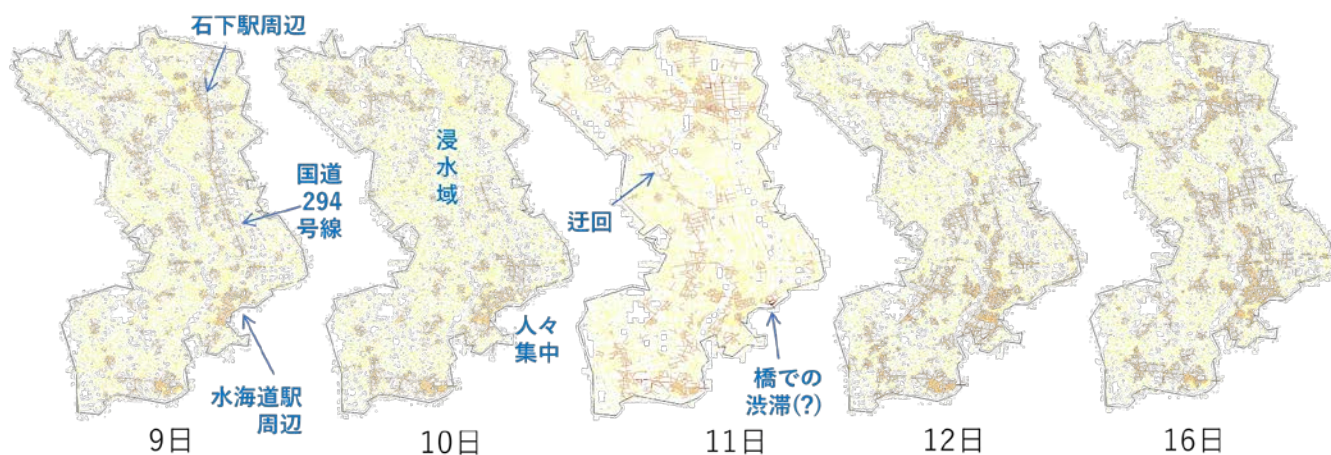 石下駅周辺
国道
294
号線
水海道駅
周辺
浸
水
域
人々
集中
迂回
橋での
渋滞(?)
9日
10日
11日
12日
16日